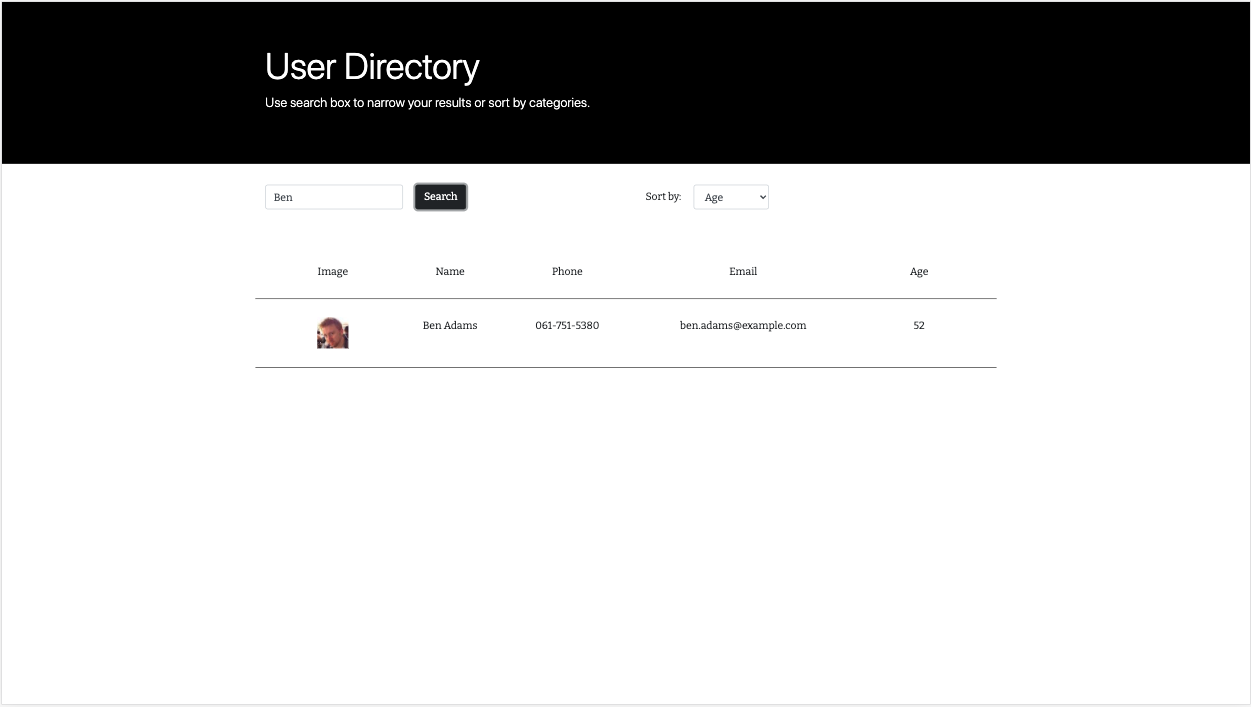 User Directory
Use search box to narrow your results or sort by categories.
Ben Search Sort by: Age
Image Name Phone Email Age
Ben Adams 061-751-5380 ben.adams@example.com 52